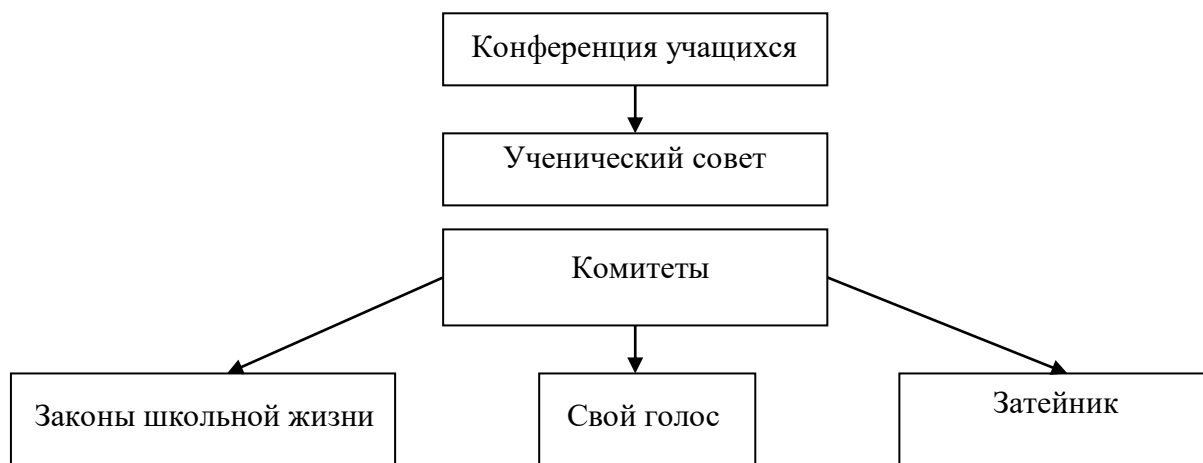 Конференция учащихся
Ученический совет
Комитеты
Законы школьной жизни
Свой голос
Затейник